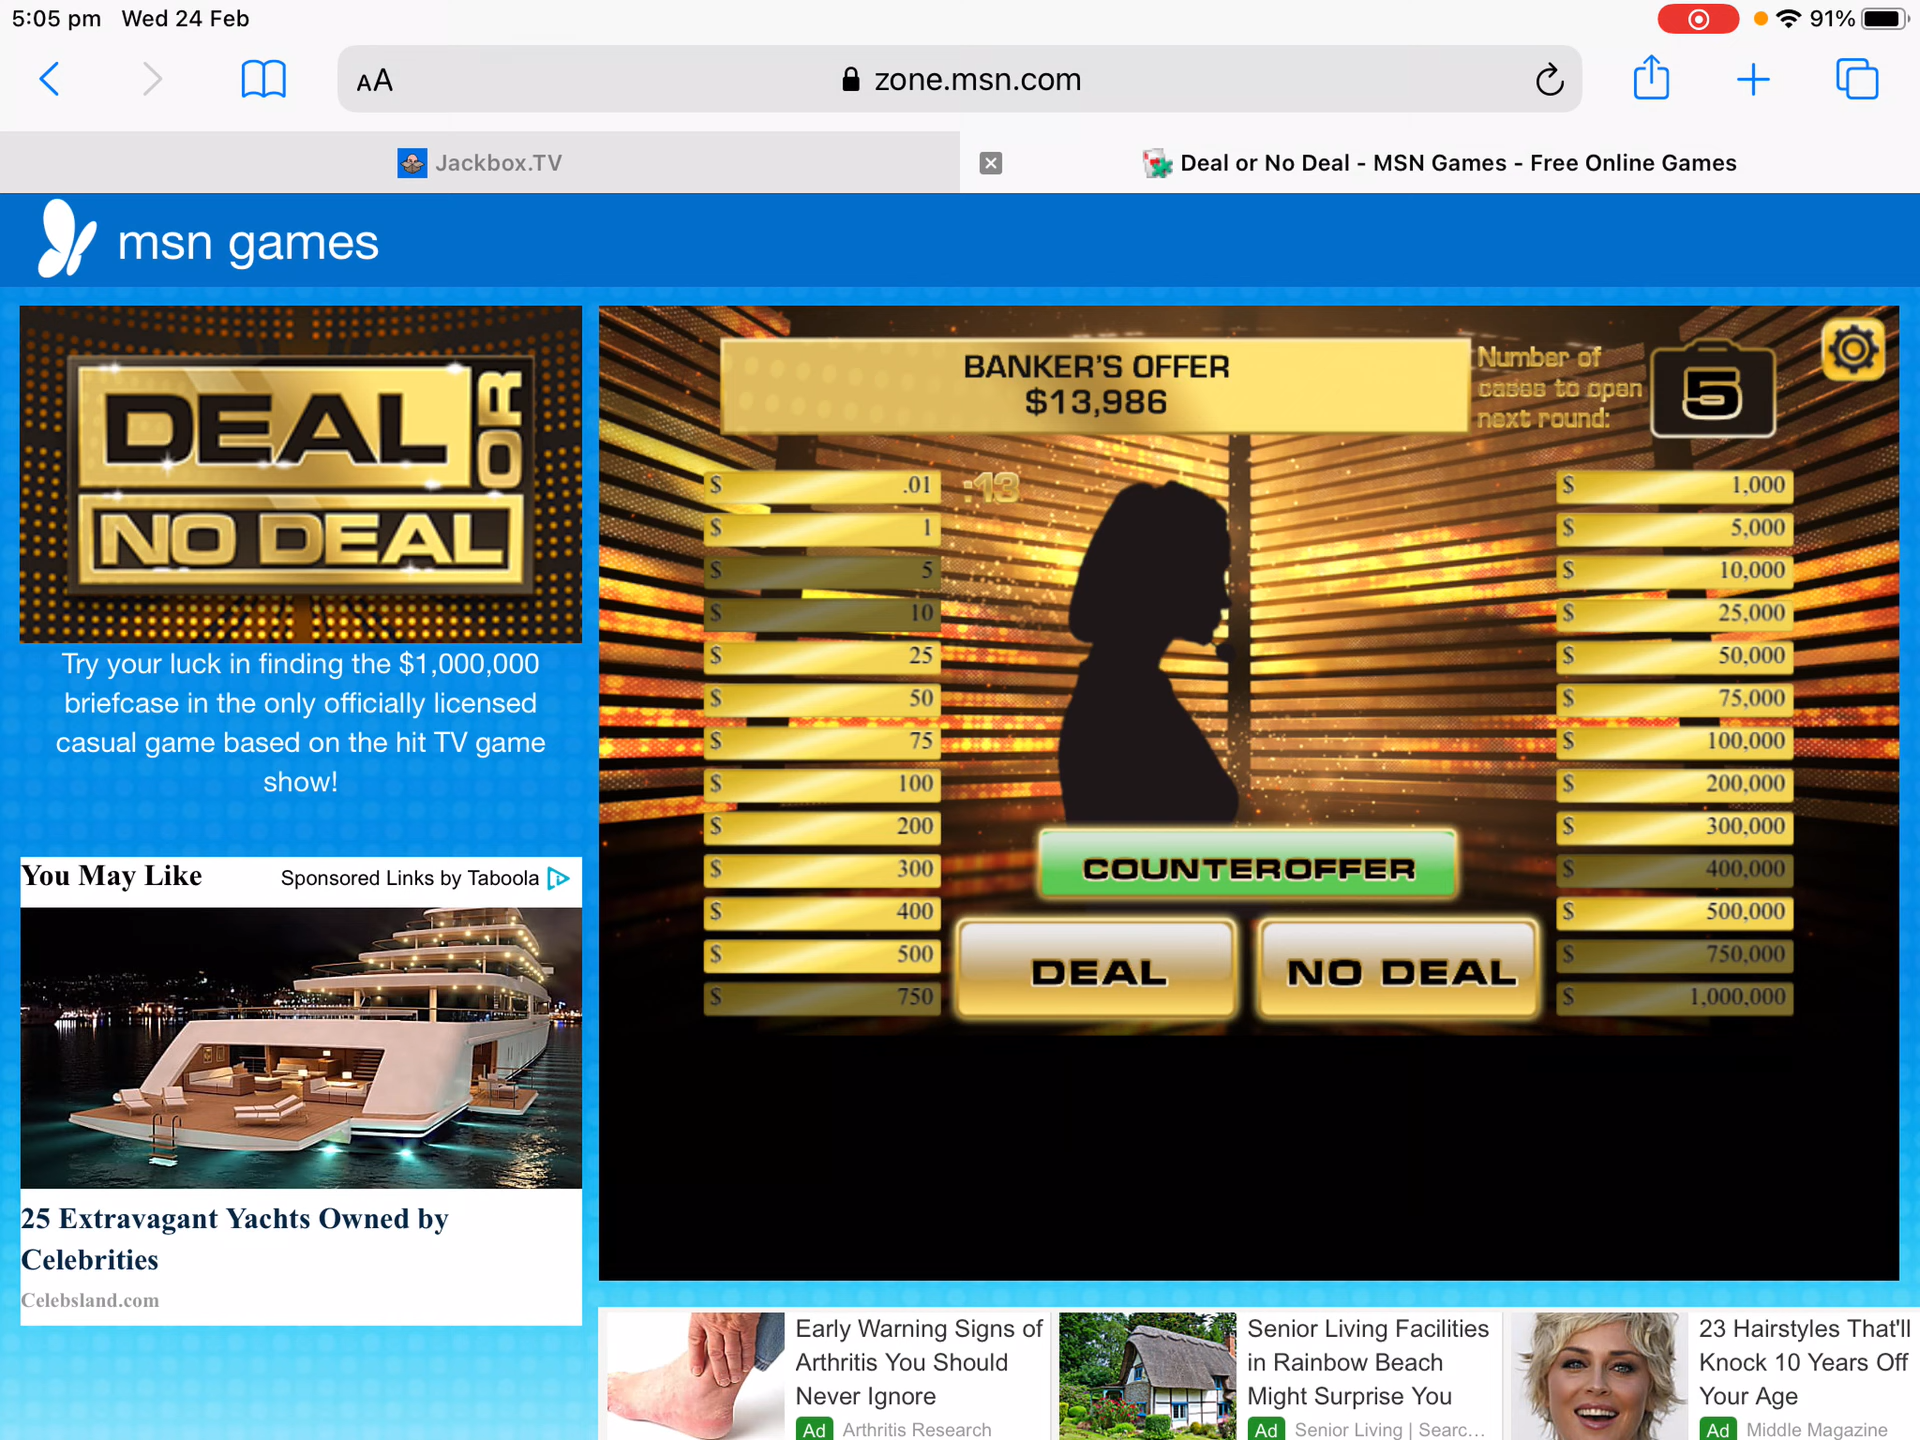 5:05 pm Wed 24 Feb
91%
AA
zone.msn.com
Jackbox.TV
Deal or No Deal - MSN Games - Free Online Games
msn games
DEAL OR
NO DEAL
Try your luck in finding the $1,000,000
briefcase in the only officially licensed
casual game based on the hit TV game
show!
You May Like
Sponsored Links by Taboola
25 Extravagant Yachts Owned by
Celebrities
Celebsland.com
BANKER'S OFFER
$13,986
Number of
cases to open
next round:
5
:13
$ .01
$ 1
$ 5
$ 10
$ 25
$ 50
$ 75
$ 100
$ 200
$ 300
$ 400
$ 500
$ 750
$ 1,000
$ 5,000
$ 10,000
$ 25,000
$ 50,000
$ 75,000
$ 100,000
$ 200,000
$ 300,000
$ 400,000
$ 500,000
$ 750,000
$ 1,000,000
COUNTEROFFER
DEAL
NO DEAL
Early Warning Signs of
Arthritis You Should
Never Ignore
Ad Arthritis Research
Senior Living Facilities
in Rainbow Beach
Might Surprise You
Ad Senior Living | Searc...
23 Hairstyles That'll
Knock 10 Years Off
Your Age
Ad Middle Magazine